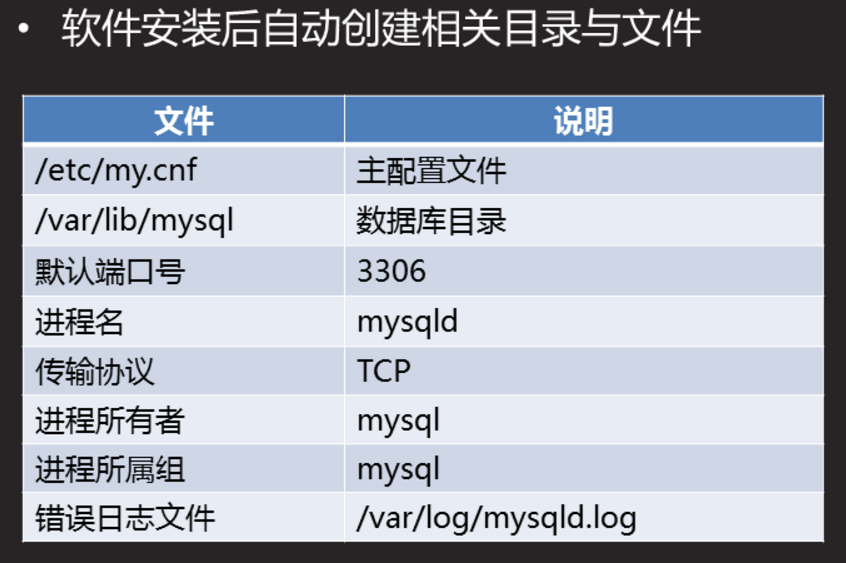 • 软件安装后自动创建相关目录与文件
文件 说明
/etc/my.cnf 主配置文件
/var/lib/mysql 数据库目录
默认端口号 3306
进程名 mysqld
传输协议 TCP
进程所有者 mysql
进程所属组 mysql
错误日志文件 /var/log/mysqld.log